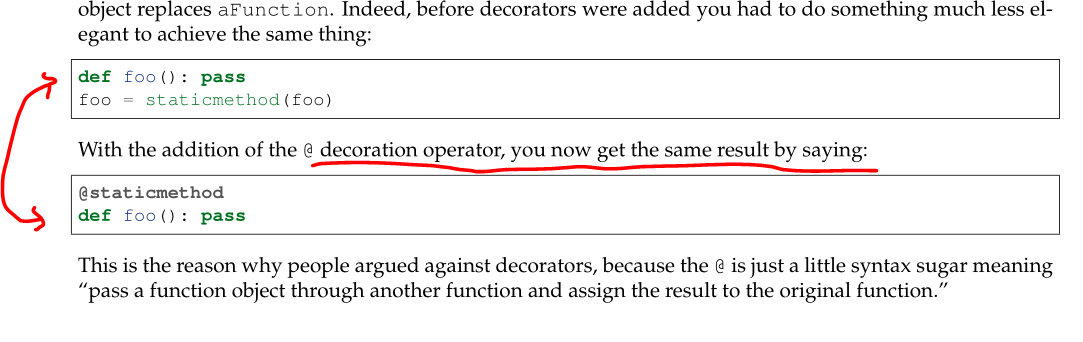 object replaces aFunction. Indeed, before decorators were added you had to do something much less el-
egant to achieve the same thing:
def foo(): pass
foo = staticmethod(foo)
With the addition of the @ decoration operator, you now get the same result by saying:
@staticmethod
def foo(): pass
This is the reason why people argued against decorators, because the @ is just a little syntax sugar meaning
“pass a function object through another function and assign the result to the original function.”